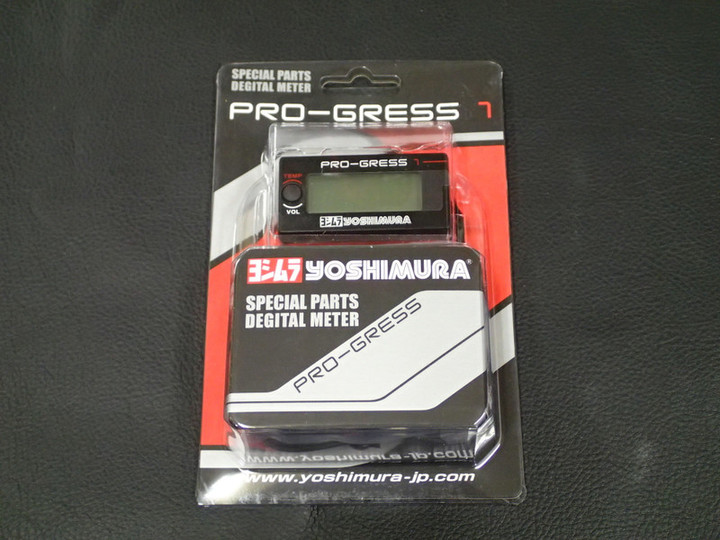 SPECIAL PARTS
DEGITAL METER
PRO-GRESS 1
PRO-GRESS 1
TEMP
VOL
ヨシムラ YOSHIMURA
ヨシムラ YOSHIMURA®
SPECIAL PARTS
DEGITAL METER
PRO-GRESS
www.yoshimura-jp.com
www.yoshimura-jp.com